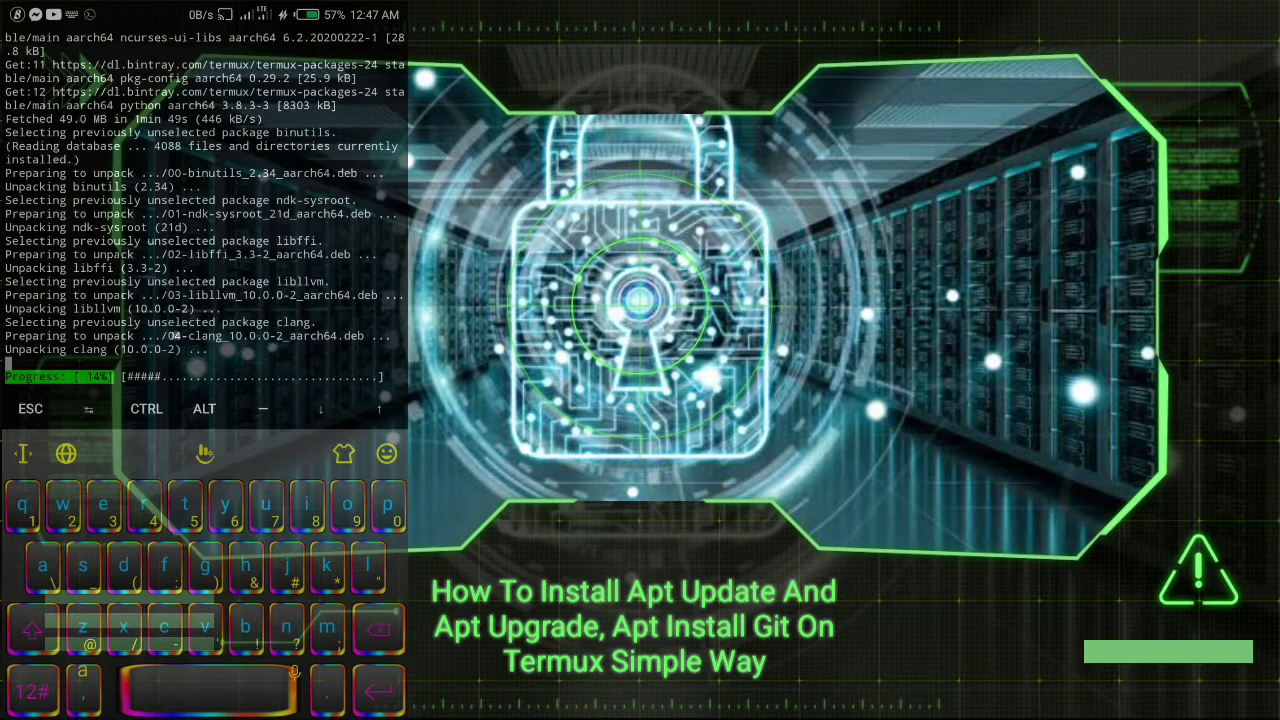 0B/s LTE 57% 12:47 AM
ble/main aarch64 ncurses-ui-libs aarch64 6.2.20200222-1 [28
.8 kB]
Get:11 https://dl.bintray.com/termux/termux-packages-24 sta
ble/main aarch64 pkg-config aarch64 0.29.2 [25.9 kB]
Get:12 https://dl.bintray.com/termux/termux-packages-24 sta
ble/main aarch64 python aarch64 3.8.3-3 [8303 kB]
Fetched 49.0 MB in 1min 49s (446 kB/s)
Selecting previously unselected package binutils.
(Reading database ... 4088 files and directories currently
installed.)
Preparing to unpack .../00-binutils_2.34_aarch64.deb ...
Unpacking binutils (2.34) ...
Selecting previously unselected package ndk-sysroot.
Preparing to unpack .../01-ndk-sysroot_21d_aarch64.deb ...
Unpacking ndk-sysroot (21d) ...
Selecting previously unselected package libffi.
Preparing to unpack .../02-libffi_3.3-2_aarch64.deb ...
Unpacking libffi (3.3-2) ...
Selecting previously unselected package libllvm.
Preparing to unpack .../03-libllvm_10.0.0-2_aarch64.deb ...
Unpacking libllvm (10.0.0-2) ...
Selecting previously unselected package clang.
Preparing to unpack .../04-clang_10.0.0-2_aarch64.deb ...
Unpacking clang (10.0.0-2) ...
Progress: [ 14%] [#####.................................]
ESC ⇆ CTRL ALT — ↓ ↑
q w e r t y u i o p
1 2 3 4 5 6 7 8 9 0
a s d f g h j k l
\ _ ( : ) & # * "
z x c v b n m
@ / - ' ! ? ;
12# a , .
How To Install Apt Update And
Apt Upgrade, Apt Install Git On
Termux Simple Way